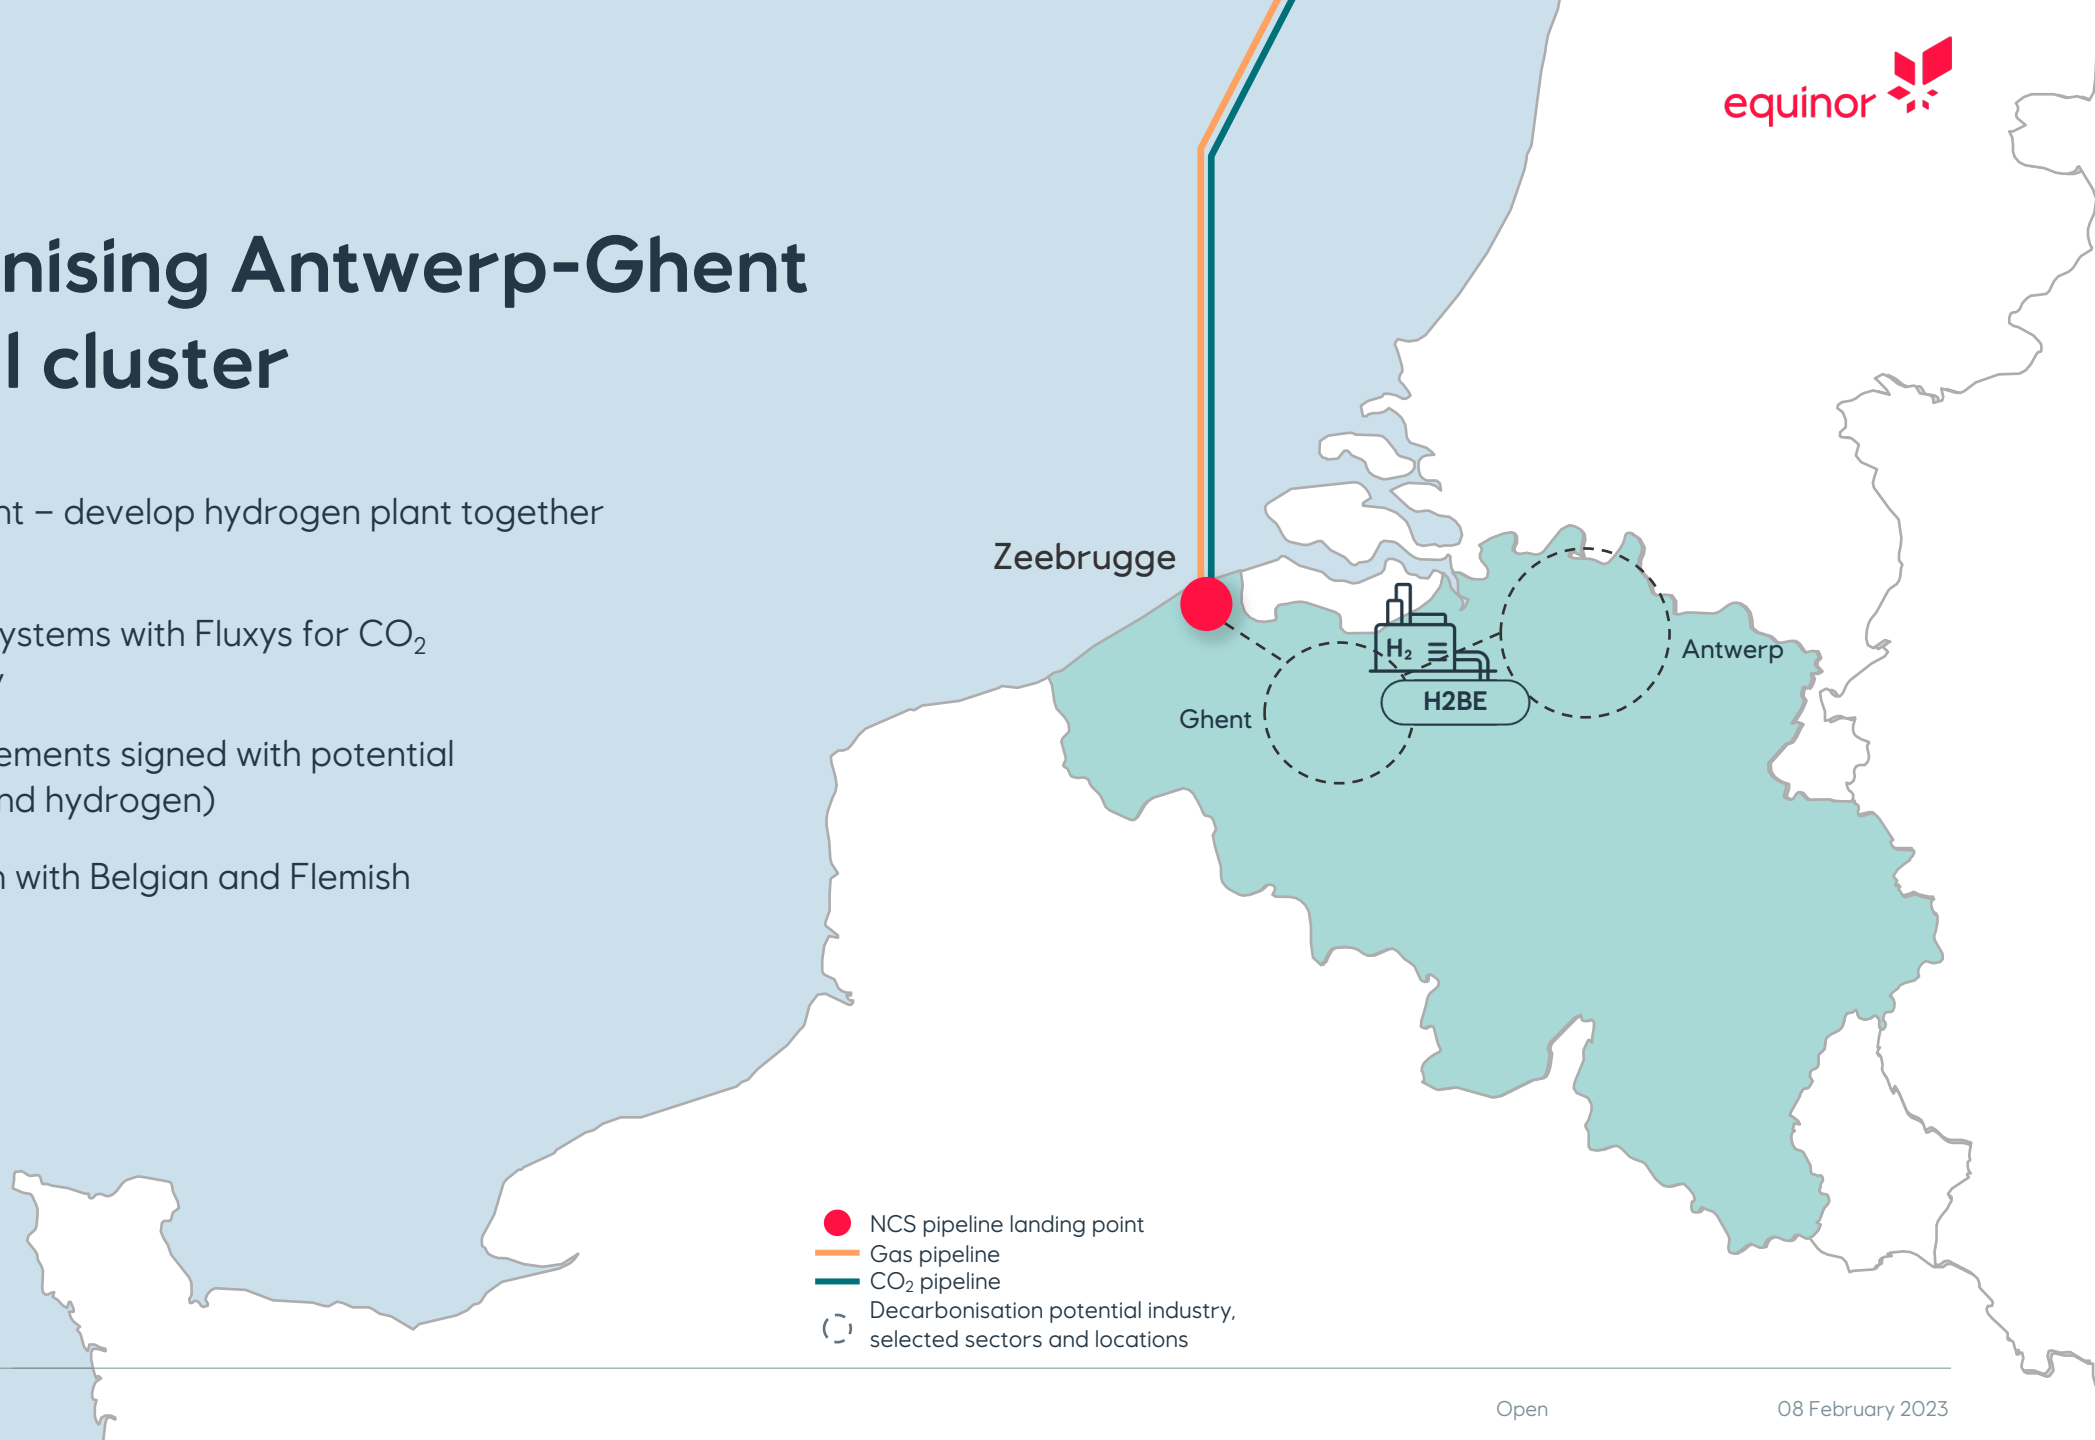 equinor
nising Antwerp-Ghent
l cluster
nt – develop hydrogen plant together
ystems with Fluxys for CO₂
ements signed with potential
nd hydrogen)
with Belgian and Flemish
Zeebrugge
H₂
H2BE
Antwerp
Ghent
NCS pipeline landing point
Gas pipeline
CO₂ pipeline
Decarbonisation potential industry,
selected sectors and locations
Open
08 February 2023